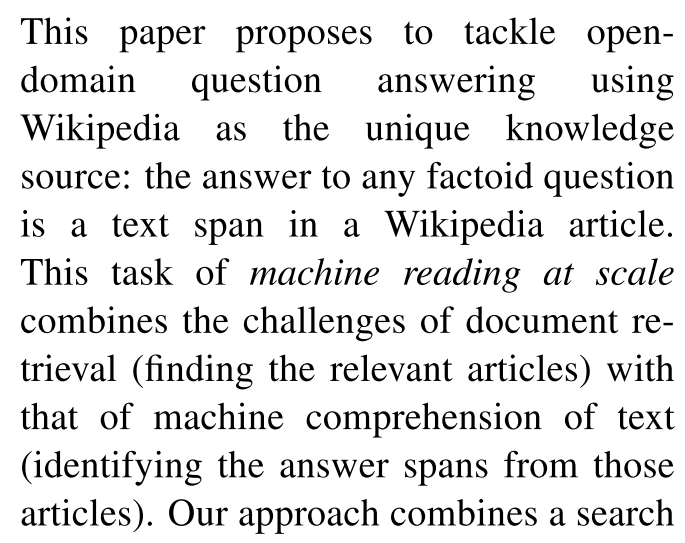 This paper proposes to tackle open-
domain question answering using
Wikipedia as the unique knowledge
source: the answer to any factoid question
is a text span in a Wikipedia article.
This task of machine reading at scale
combines the challenges of document re-
trieval (finding the relevant articles) with
that of machine comprehension of text
(identifying the answer spans from those
articles). Our approach combines a search